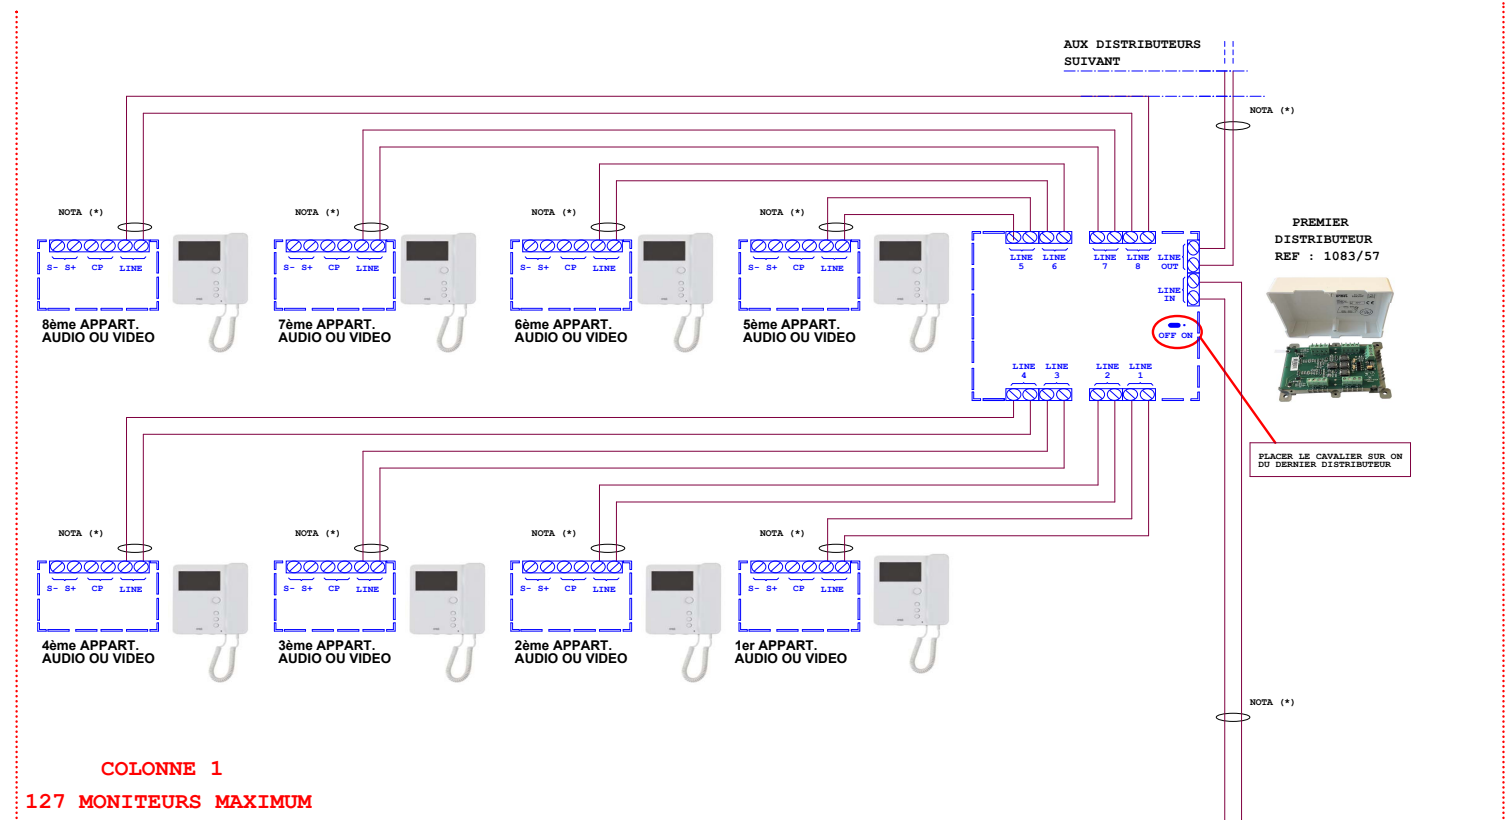 AUX DISTRIBUTEURS
SUIVANT
NOTA (*)
NOTA (*)
NOTA (*)
NOTA (*)
NOTA (*)
S- S+ CP LINE
8ème APPART.
AUDIO OU VIDEO
S- S+ CP LINE
7ème APPART.
AUDIO OU VIDEO
S- S+ CP LINE
6ème APPART.
AUDIO OU VIDEO
S- S+ CP LINE
5ème APPART.
AUDIO OU VIDEO
LINE
5
LINE
6
LINE
7
LINE
8
LINE
OUT
LINE
IN
OFF ON
LINE
4
LINE
3
LINE
2
LINE
1
PREMIER
DISTRIBUTEUR
REF : 1083/57
PLACER LE CAVALIER SUR ON
DU DERNIER DISTRIBUTEUR
NOTA (*)
NOTA (*)
NOTA (*)
NOTA (*)
S- S+ CP LINE
4ème APPART.
AUDIO OU VIDEO
S- S+ CP LINE
3ème APPART.
AUDIO OU VIDEO
S- S+ CP LINE
2ème APPART.
AUDIO OU VIDEO
S- S+ CP LINE
1er APPART.
AUDIO OU VIDEO
NOTA (*)
COLONNE 1
127 MONITEURS MAXIMUM